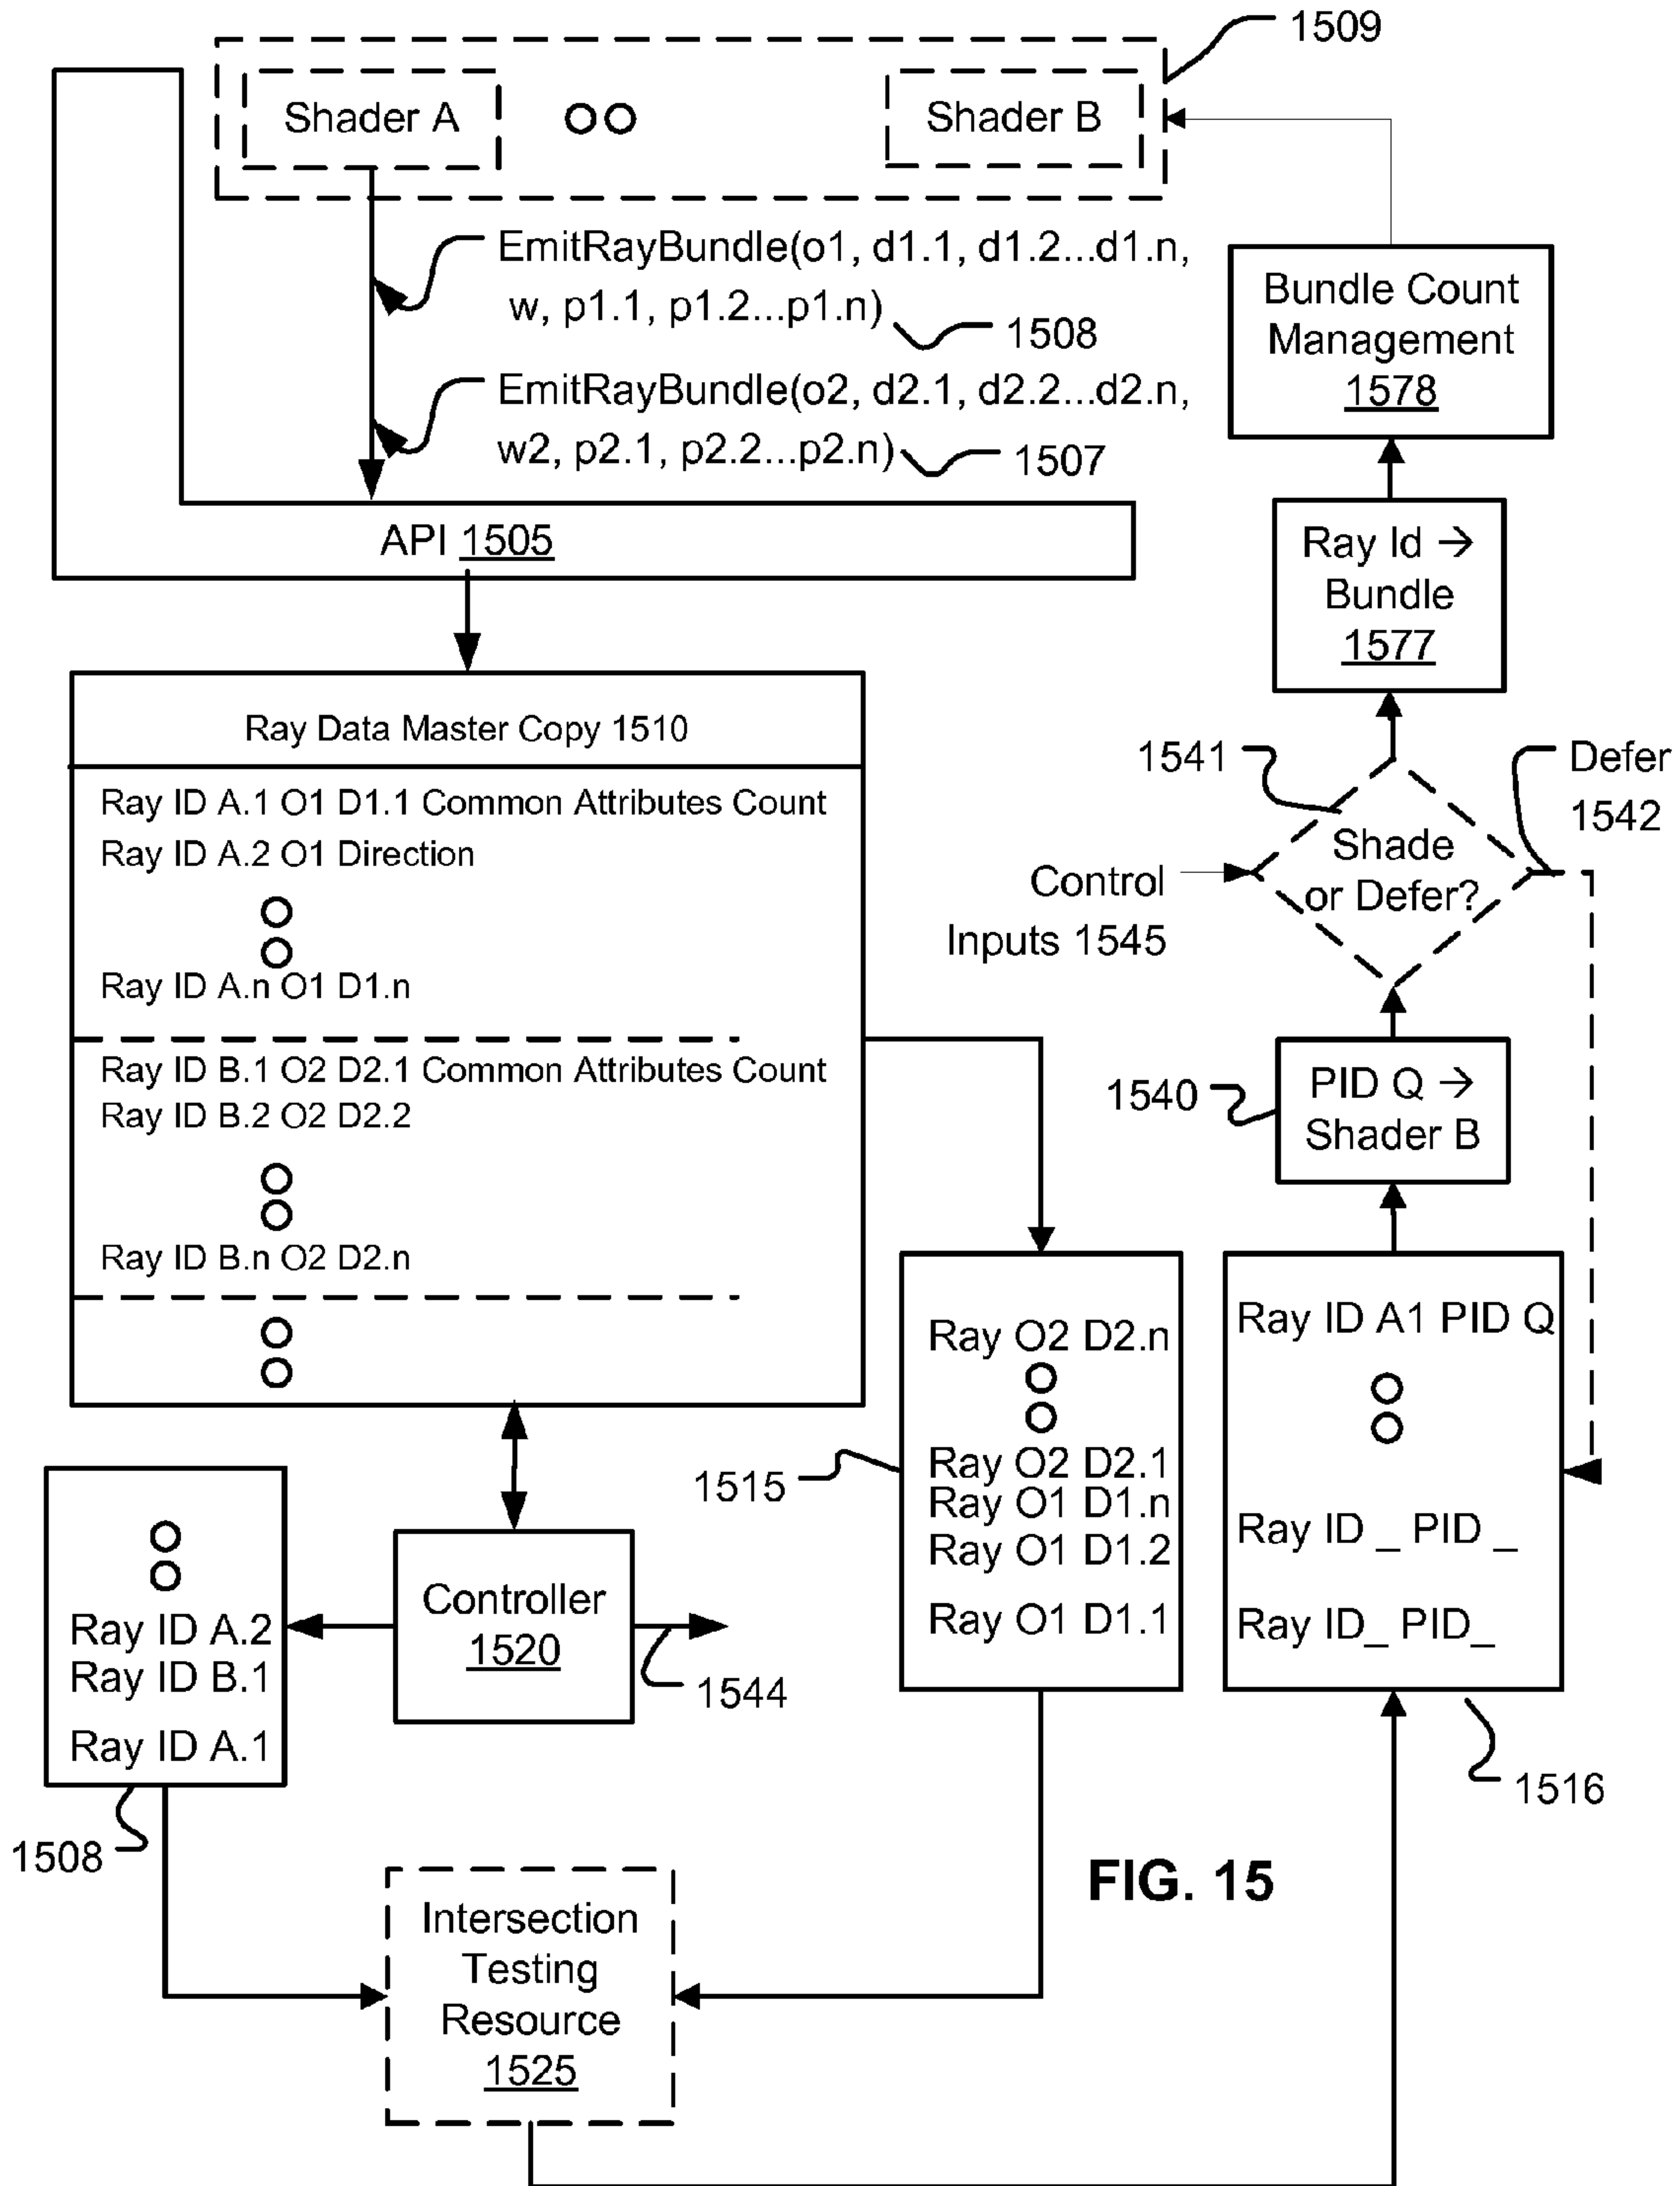 1509
Shader A
Shader B
EmitRayBundle(o1, d1.1, d1.2...d1.n,
w, p1.1, p1.2...p1.n)
1508
EmitRayBundle(o2, d2.1, d2.2...d2.n,
w2, p2.1, p2.2...p2.n)
1507
API 1505
Bundle Count
Management
1578
Ray Id →
Bundle
1577
Ray Data Master Copy 1510
Ray ID A.1 O1 D1.1 Common Attributes Count
Ray ID A.2 O1 Direction
Ray ID A.n O1 D1.n
Ray ID B.1 O2 D2.1 Common Attributes Count
Ray ID B.2 O2 D2.2
Ray ID B.n O2 D2.n
1541
Defer
1542
Shade
or Defer?
Control
Inputs 1545
1540
PID Q →
Shader B
Ray O2 D2.n
Ray O2 D2.1
Ray O1 D1.n
Ray O1 D1.2
Ray O1 D1.1
1515
Ray ID A1 PID Q
Ray ID _ PID _
Ray ID_ PID_
1516
Controller
1520
1544
Ray ID A.2
Ray ID B.1
Ray ID A.1
1508
Intersection
Testing
Resource
1525
FIG. 15